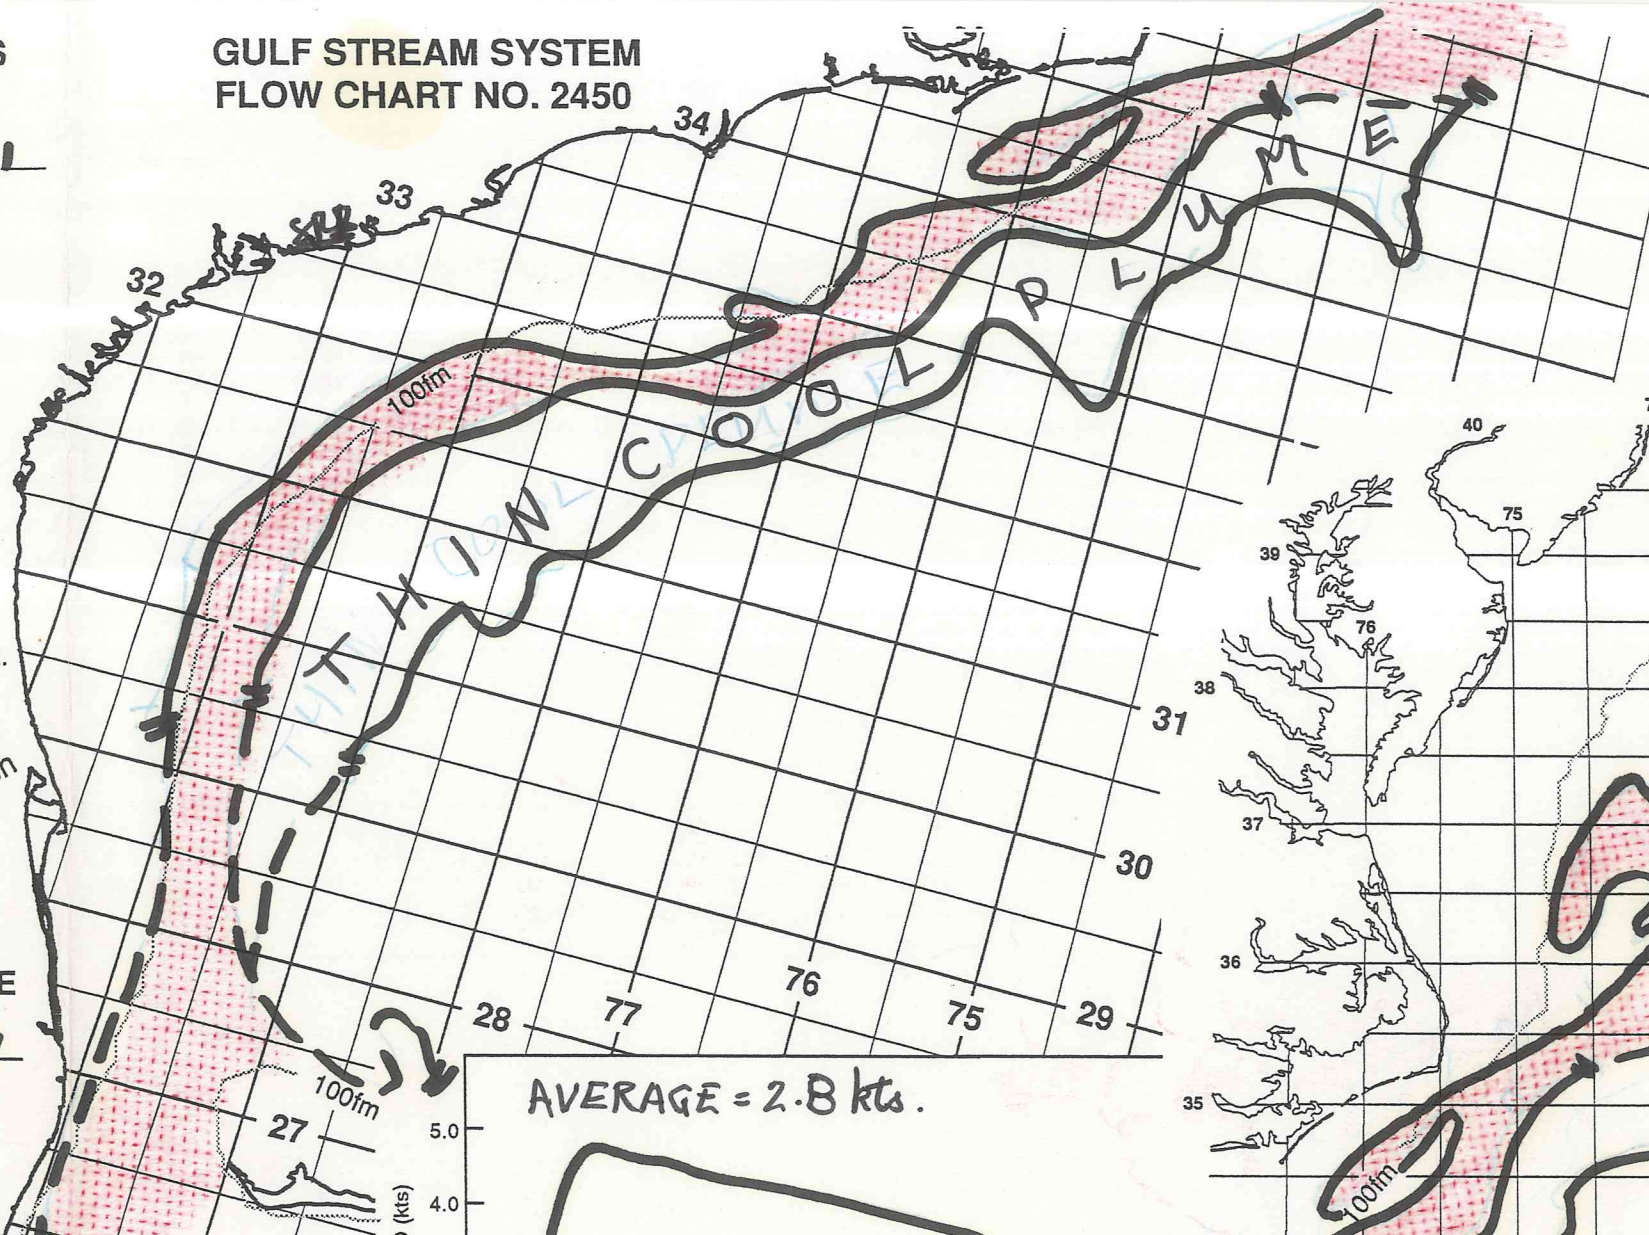 GULF STREAM SYSTEM
FLOW CHART NO. 2450
34
33
32
100fm
THIN COOL PLUME
31
30
29
28
77
76
75
100fm
27
AVERAGE = 2.8 kts.
5.0
4.0
(kts)
40
75
39
76
38
37
36
35
100fm